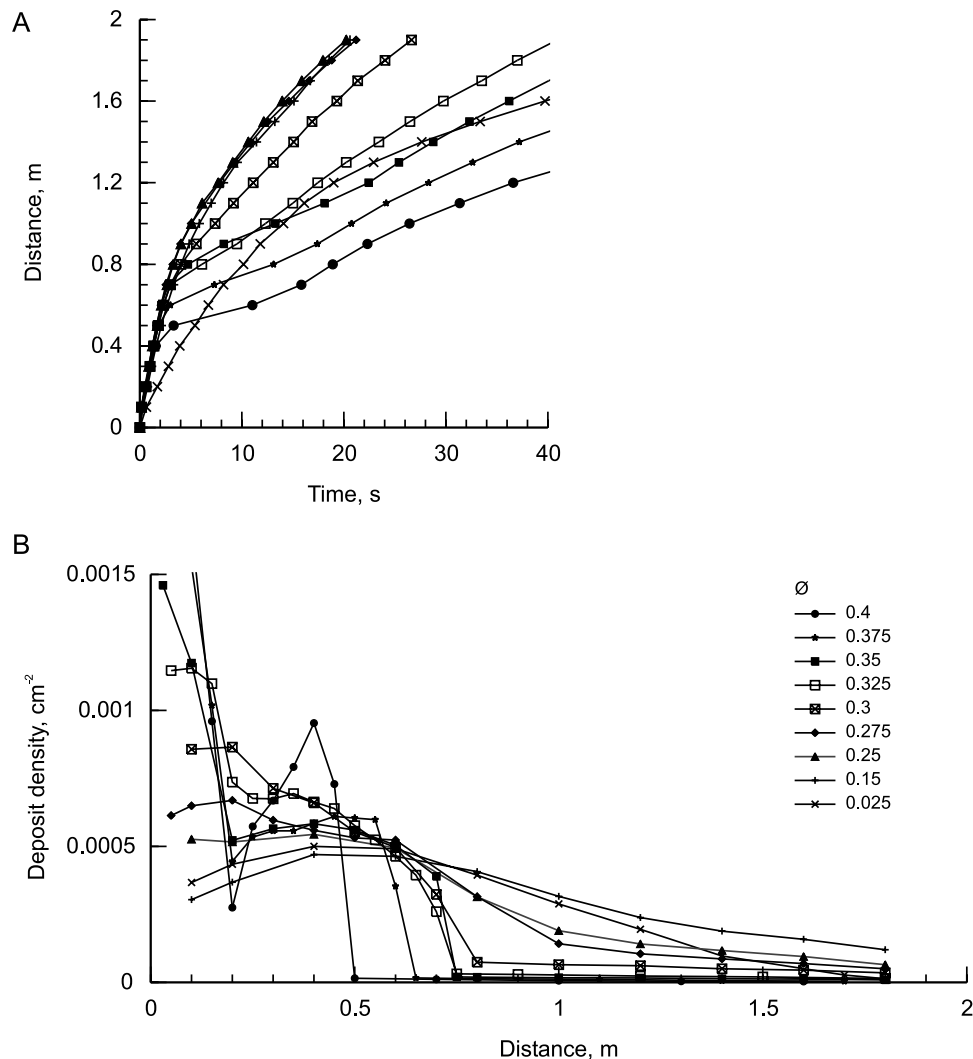 A
2
1.6
1.2
0.8
0.4
0
Distance, m
0 10 20 30 40
Time, s
B
0.0015
0.001
0.0005
0
Deposit density, cm⁻²
∅
0.4
0.375
0.35
0.325
0.3
0.275
0.25
0.15
0.025
0 0.5 1 1.5 2
Distance, m